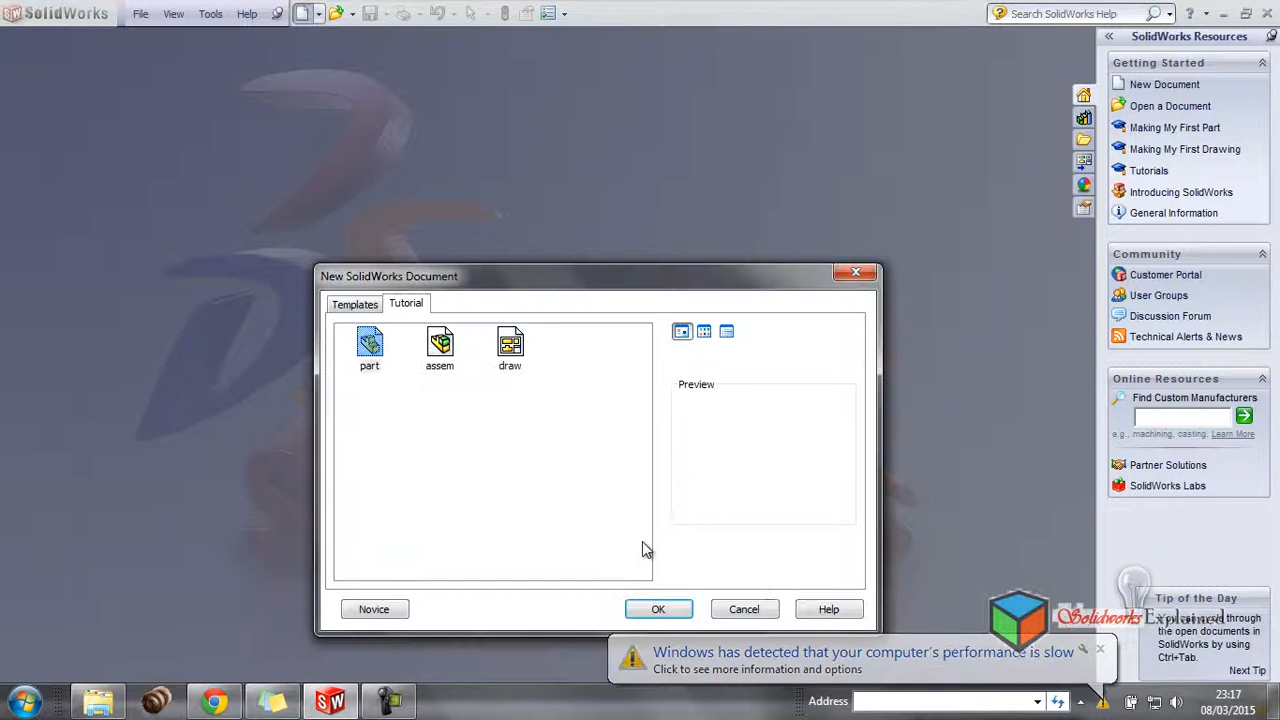 SolidWorks
File View Tools Help
Search SolidWorks Help
SolidWorks Resources
Getting Started
New Document
Open a Document
Making My First Part
Making My First Drawing
Tutorials
Introducing SolidWorks
General Information
Community
Customer Portal
User Groups
Discussion Forum
Technical Alerts & News
Online Resources
Find Custom Manufacturers
e.g., machining, casting. Learn More
Partner Solutions
SolidWorks Labs
New SolidWorks Document
Templates Tutorial
part assem draw
Preview
Novice OK Cancel Help
Tip of the Day
through
the open documents in
SolidWorks by using
Ctrl+Tab.
Next Tip
Solidworks Explained
Windows has detected that your computer's performance is slow
Click to see more information and options
Address
23:17
08/03/2015